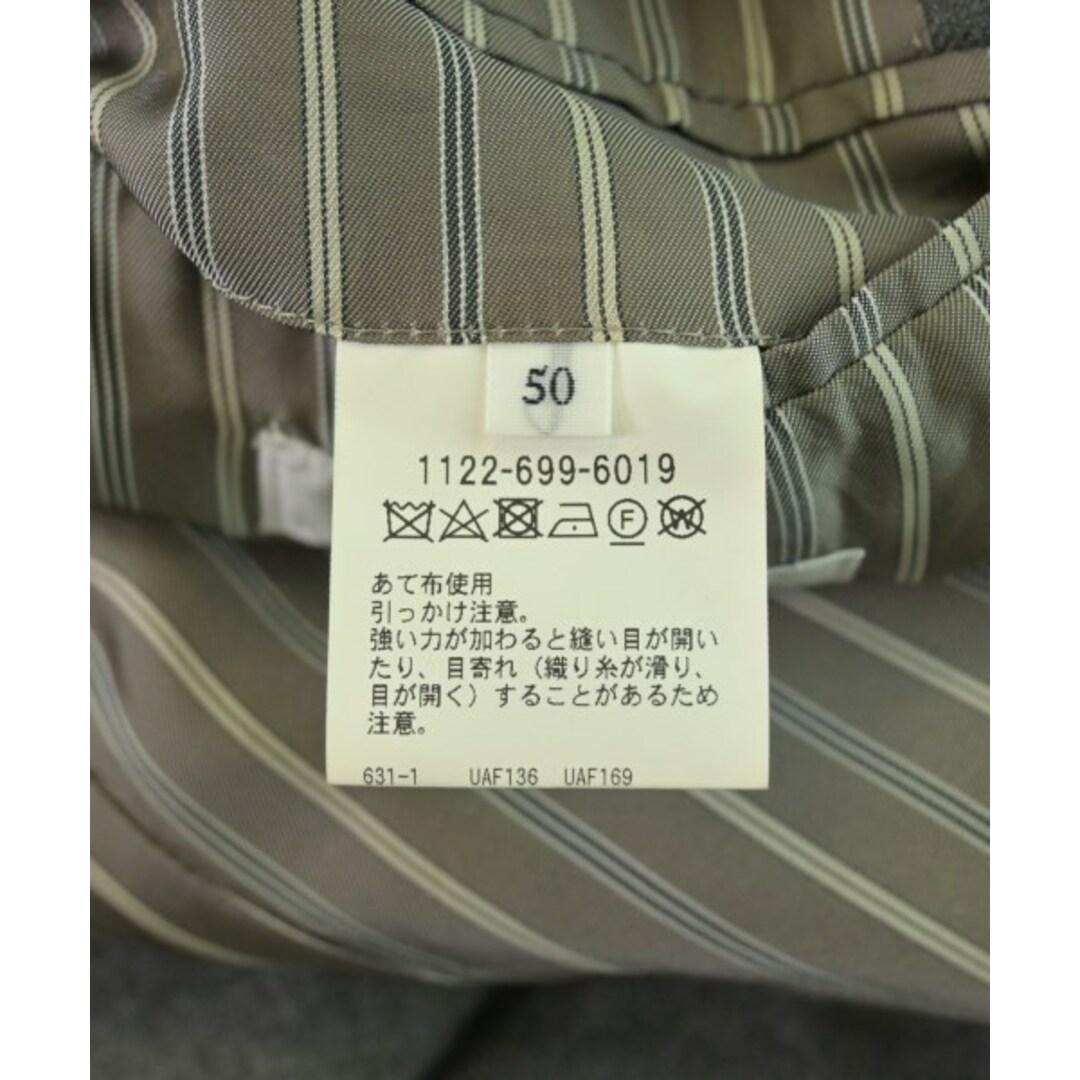 50
1122-699-6019
F
W
あて布使用
引っかけ注意。
強い力が加わると縫い目が開い
たり、目寄れ（織り糸が滑り、
目が開く）することがあるため
注意。
631-1 UAF136 UAF169